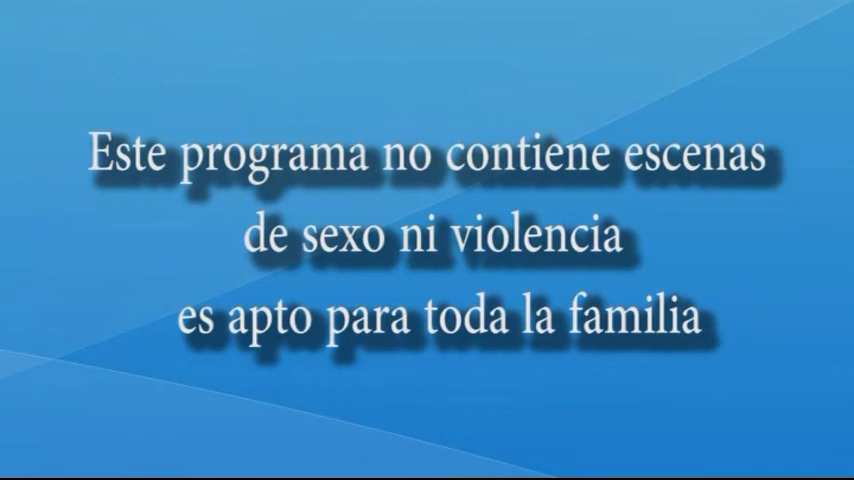 Este programa no contiene escenas
de sexo ni violencia
es apto para toda la familia